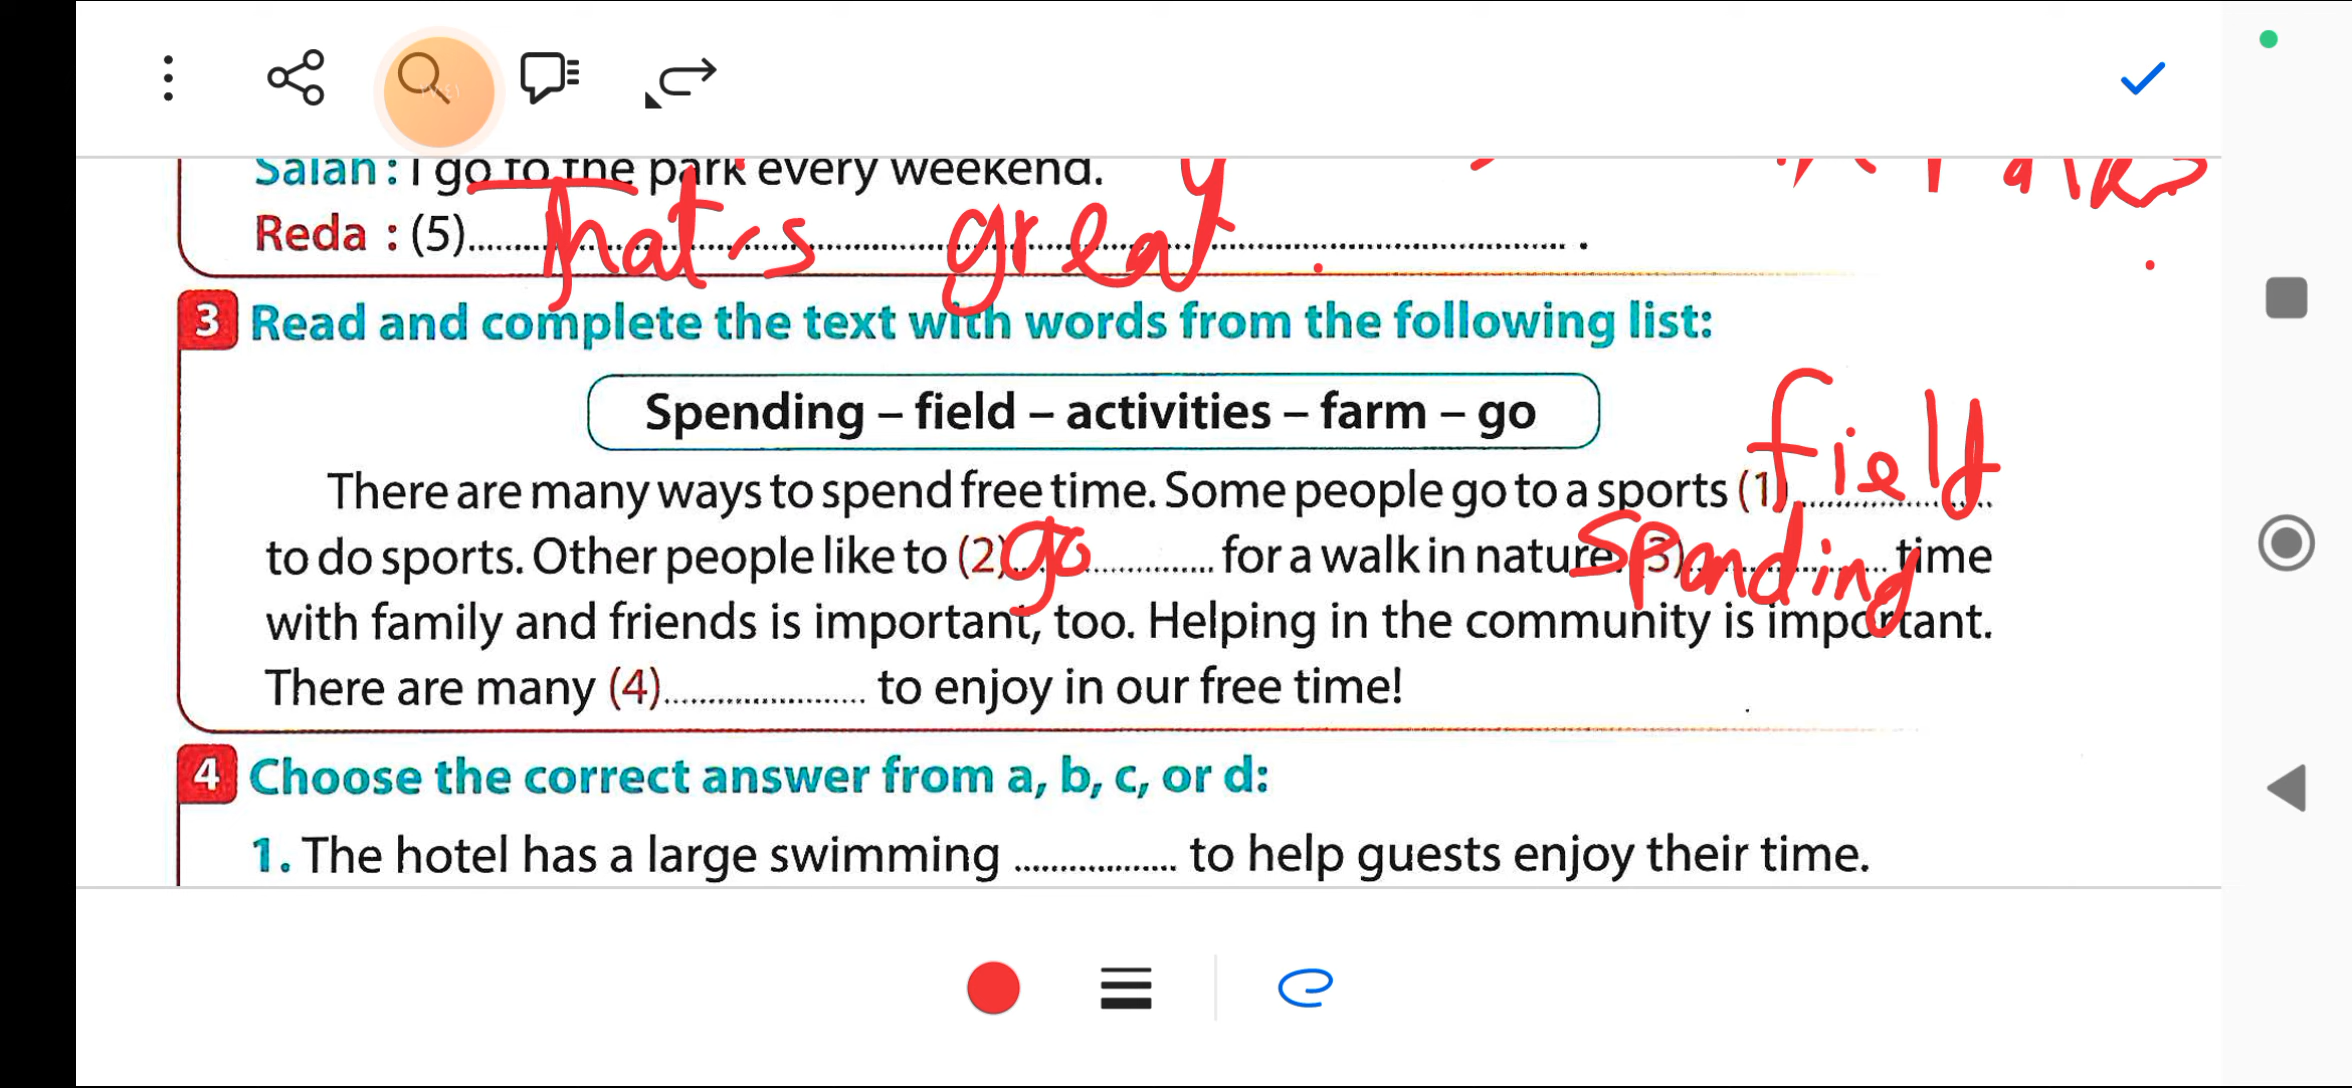 Salah : I go to the park every weekend.
Reda : (5) That's great .
3 Read and complete the text with words from the following list:
Spending – field – activities – farm – go
There are many ways to spend free time. Some people go to a sports (1) field
to do sports. Other people like to (2) go for a walk in nature. (3) spending time
with family and friends is important, too. Helping in the community is important.
There are many (4)...................... to enjoy in our free time!
4 Choose the correct answer from a, b, c, or d:
1. The hotel has a large swimming .................. to help guests enjoy their time.